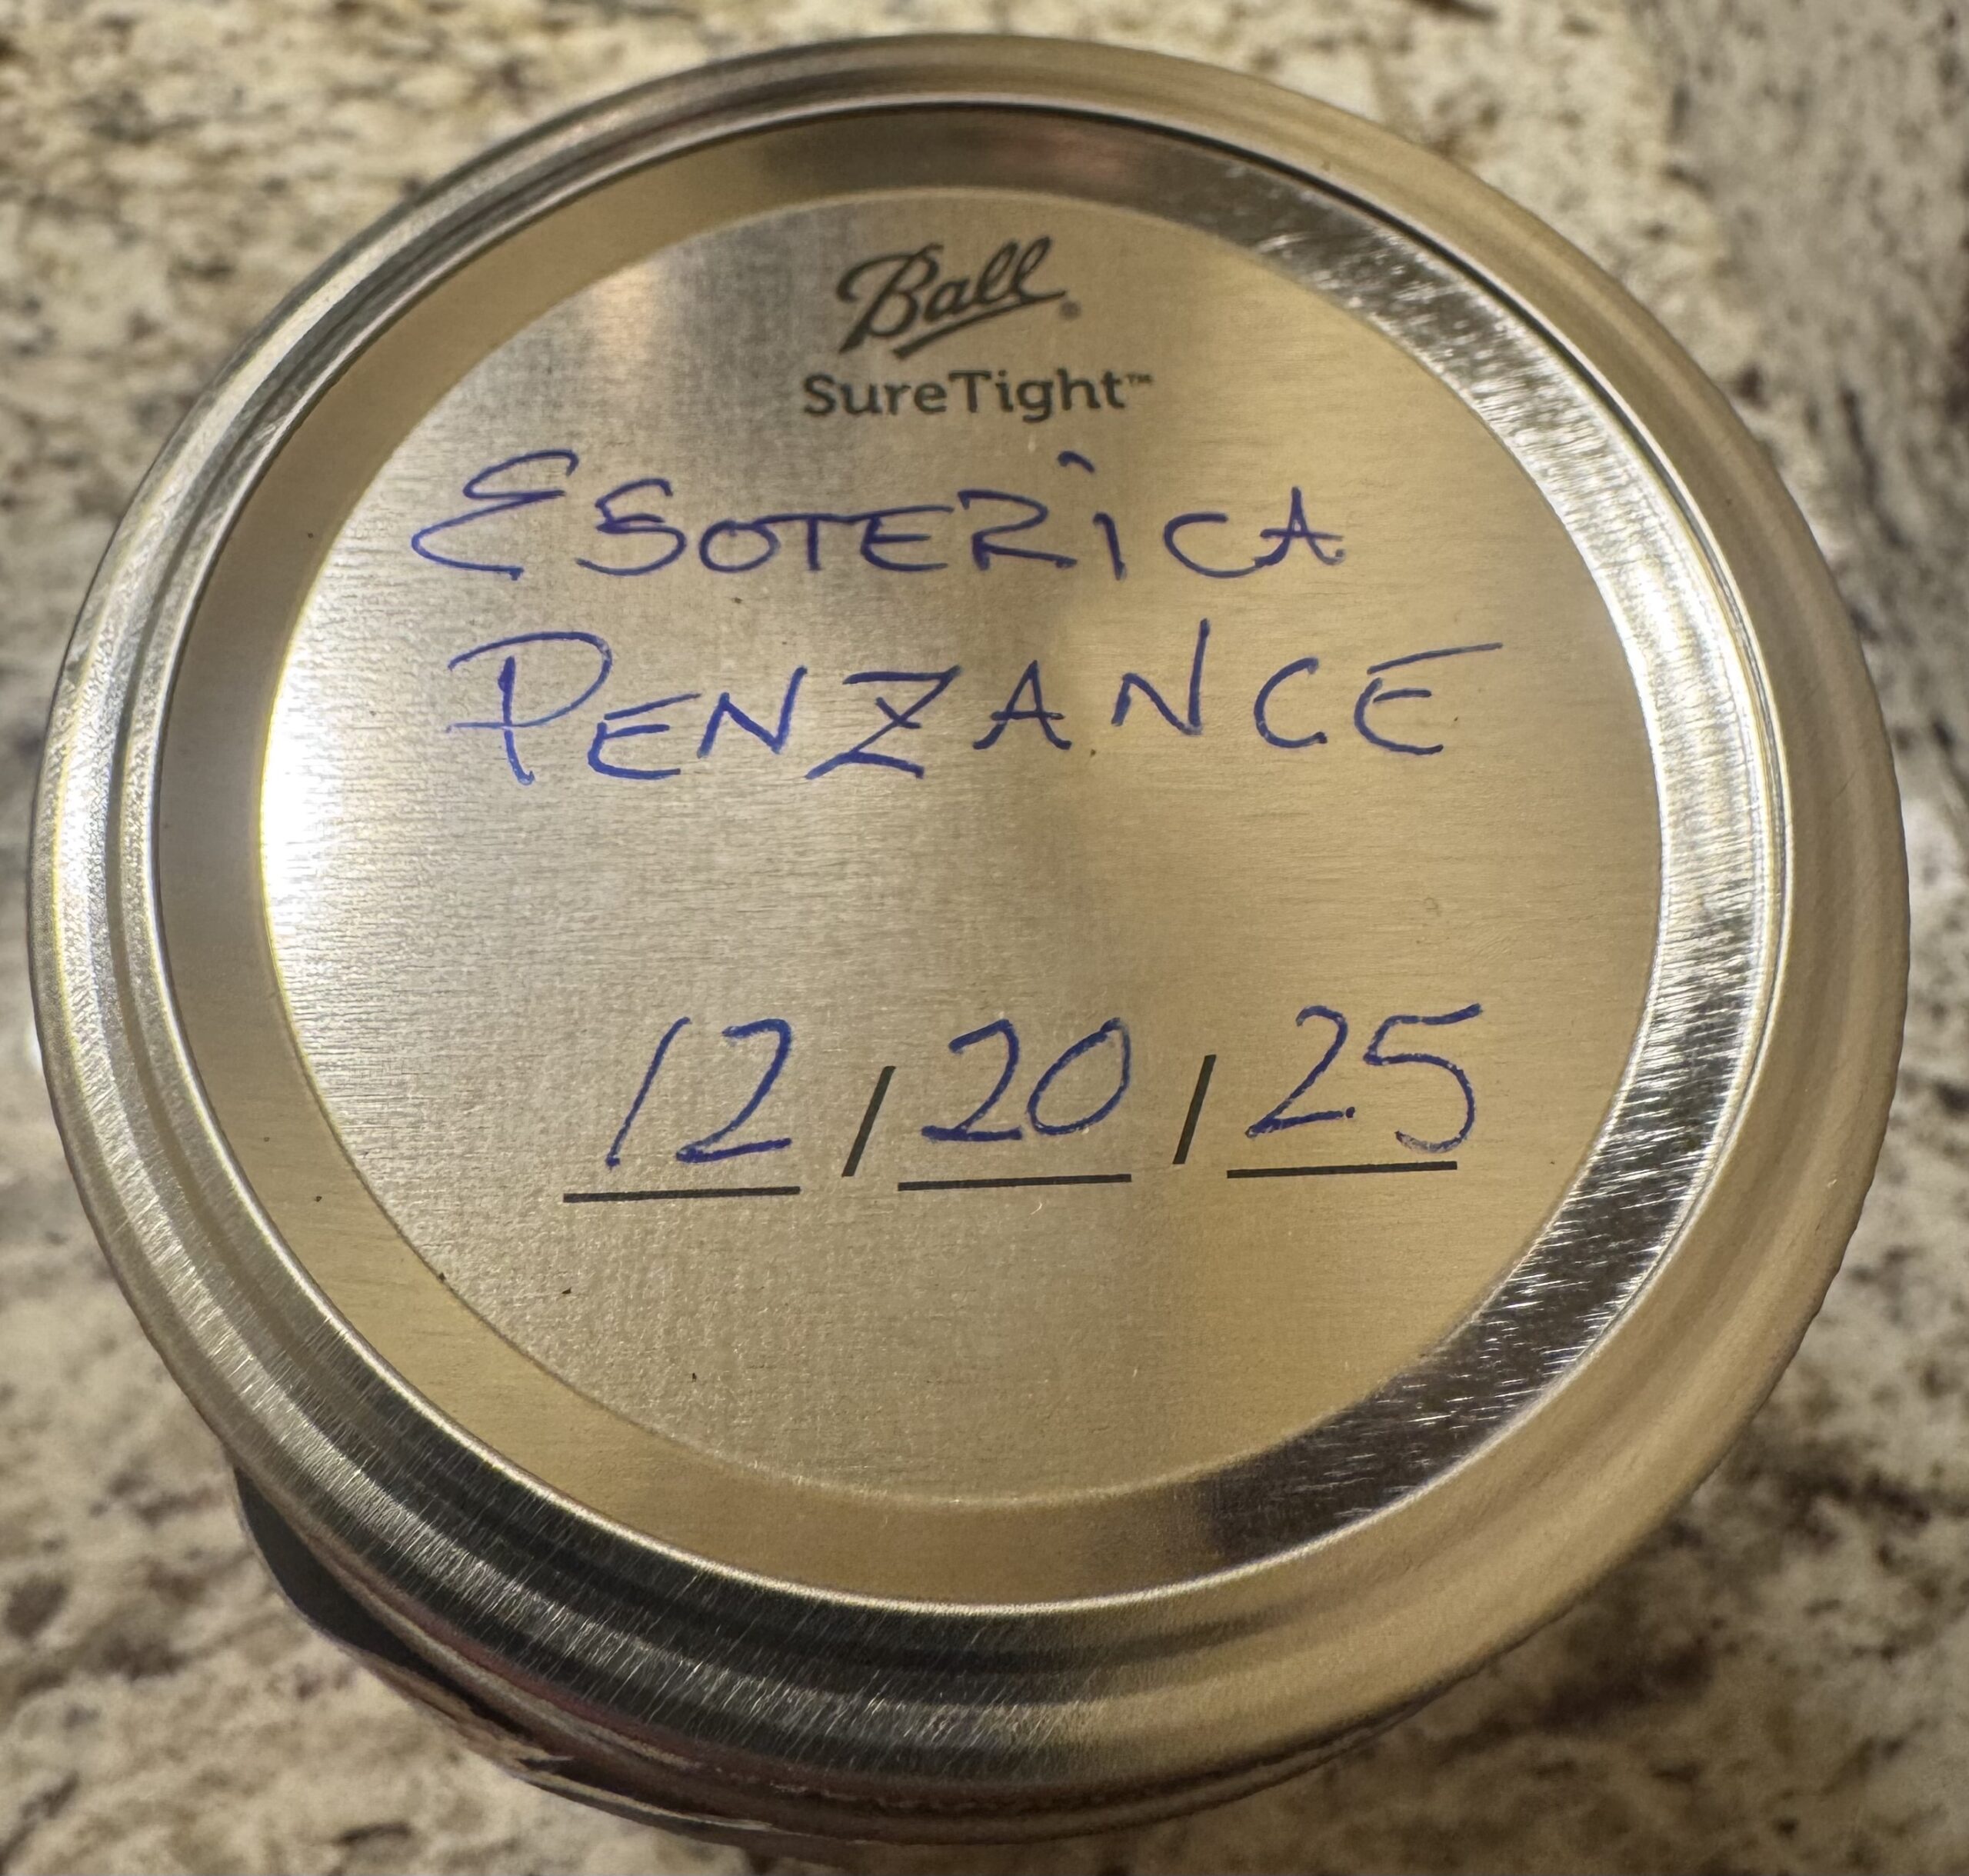 Ball®
SureTight™
ESOTERICA
PENZANCE
12/20/25